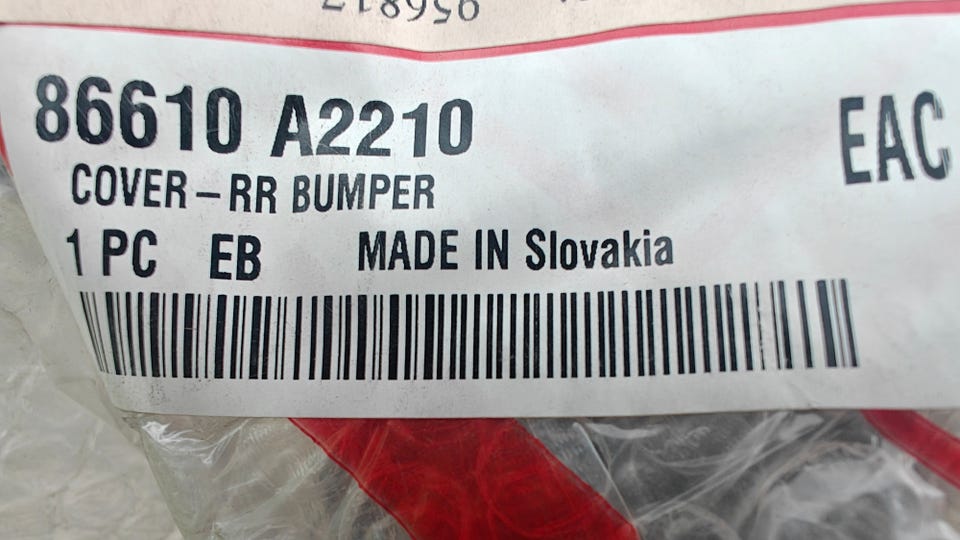 86610 A2210
EAC
COVER – RR BUMPER
1 PC EB MADE IN Slovakia